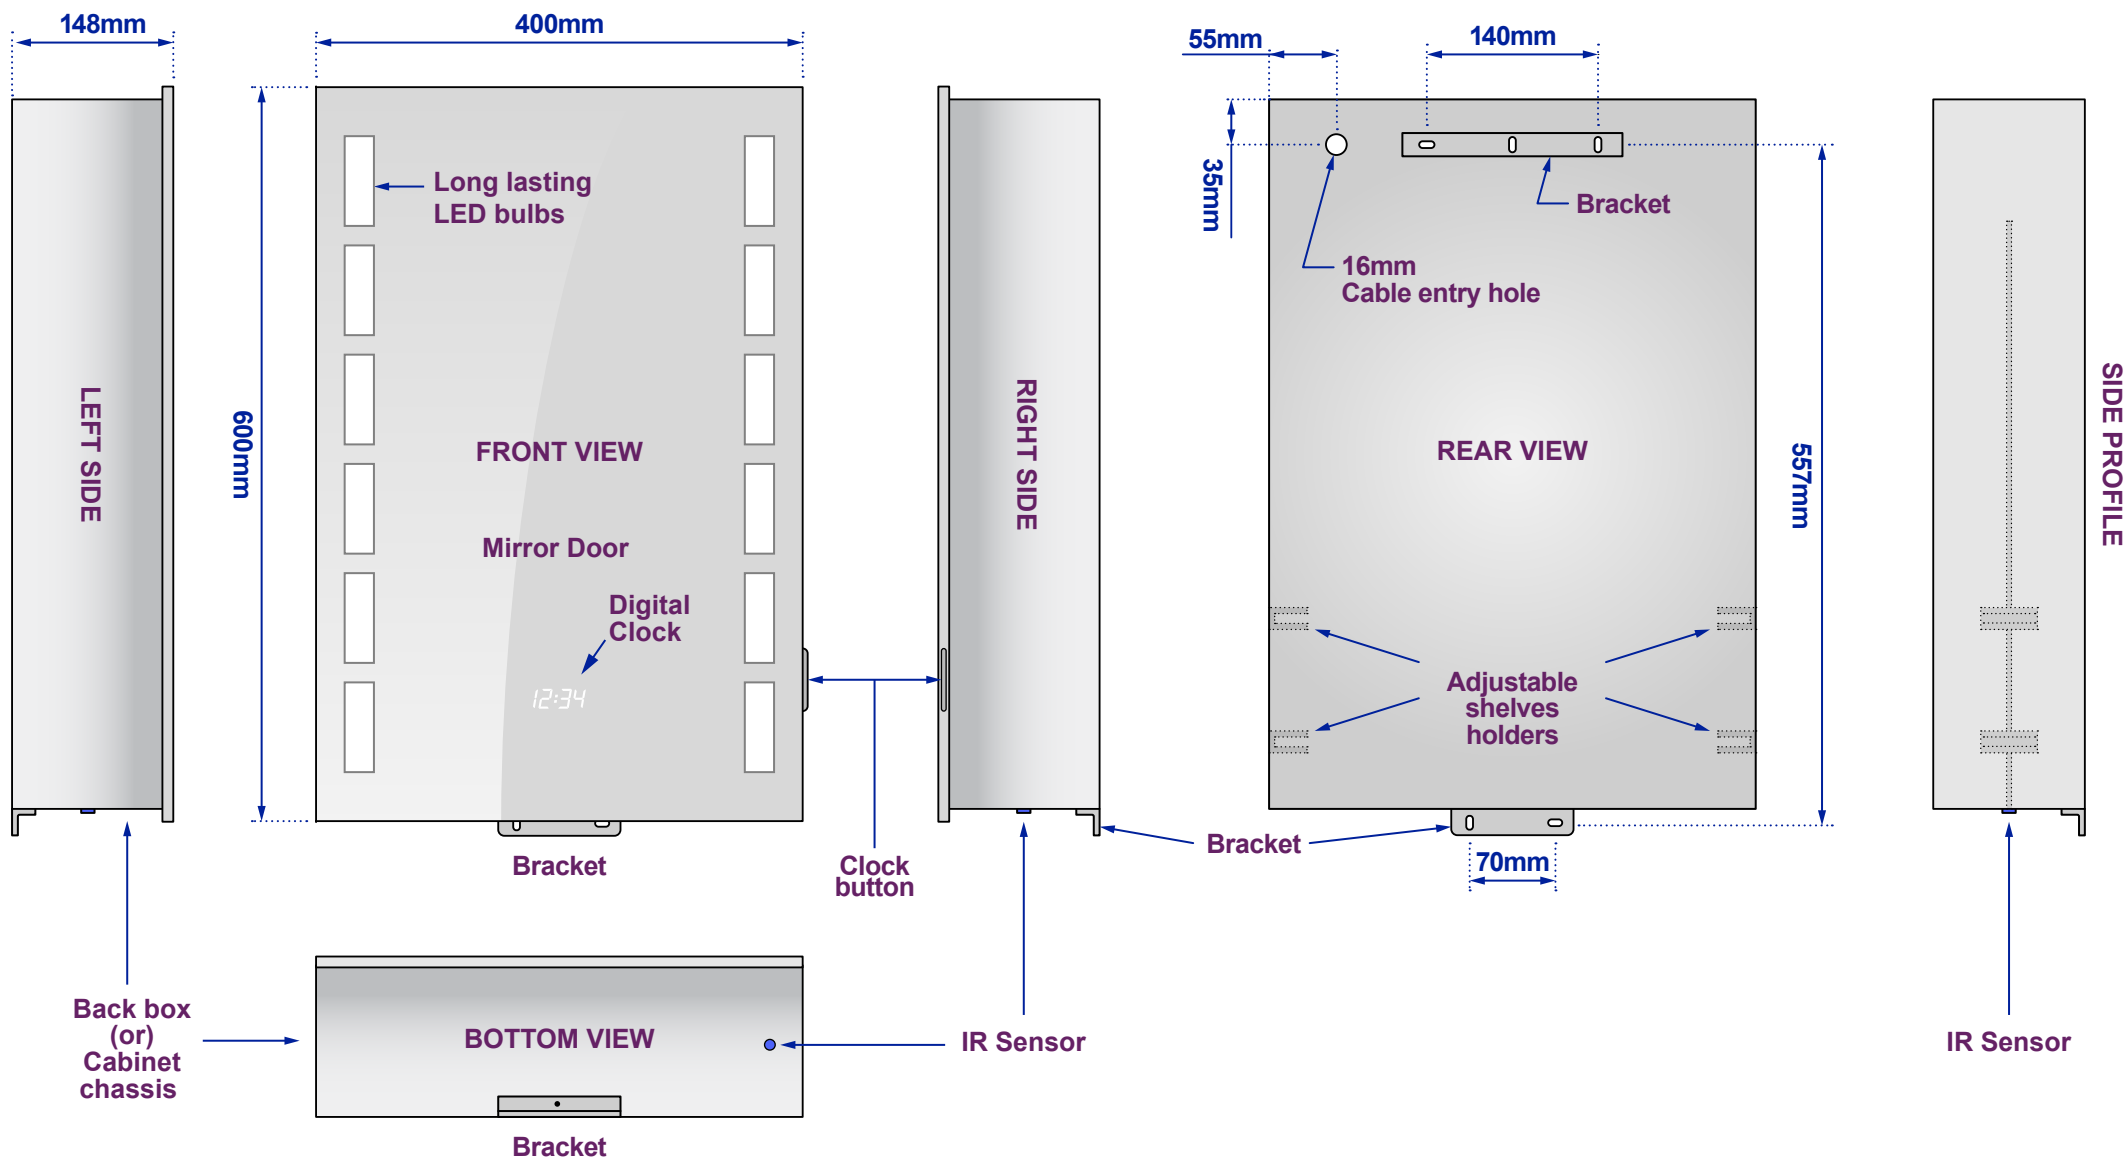 148mm
400mm
55mm
140mm
35mm
Long lasting
LED bulbs
Bracket
16mm
Cable entry hole
LEFT SIDE
600mm
FRONT VIEW
RIGHT SIDE
REAR VIEW
557mm
SIDE PROFILE
Mirror Door
Digital
Clock
12:34
Adjustable
shelves
holders
Bracket
Clock
button
Bracket
70mm
Back box
(or)
Cabinet
chassis
BOTTOM VIEW
IR Sensor
IR Sensor
Bracket